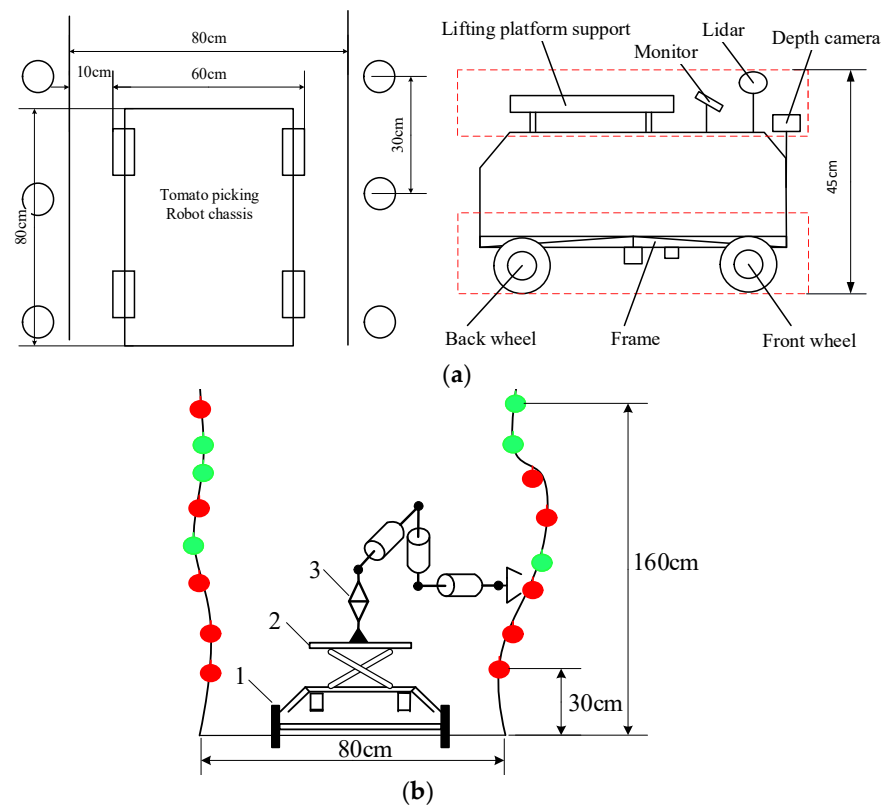 80cm
10cm
60cm
30cm
80cm
Tomato picking
Robot chassis
Lifting platform support
Monitor
Lidar
Depth camera
45cm
Back wheel
Frame
Front wheel
(a)
3
2
1
160cm
30cm
80cm
(b)